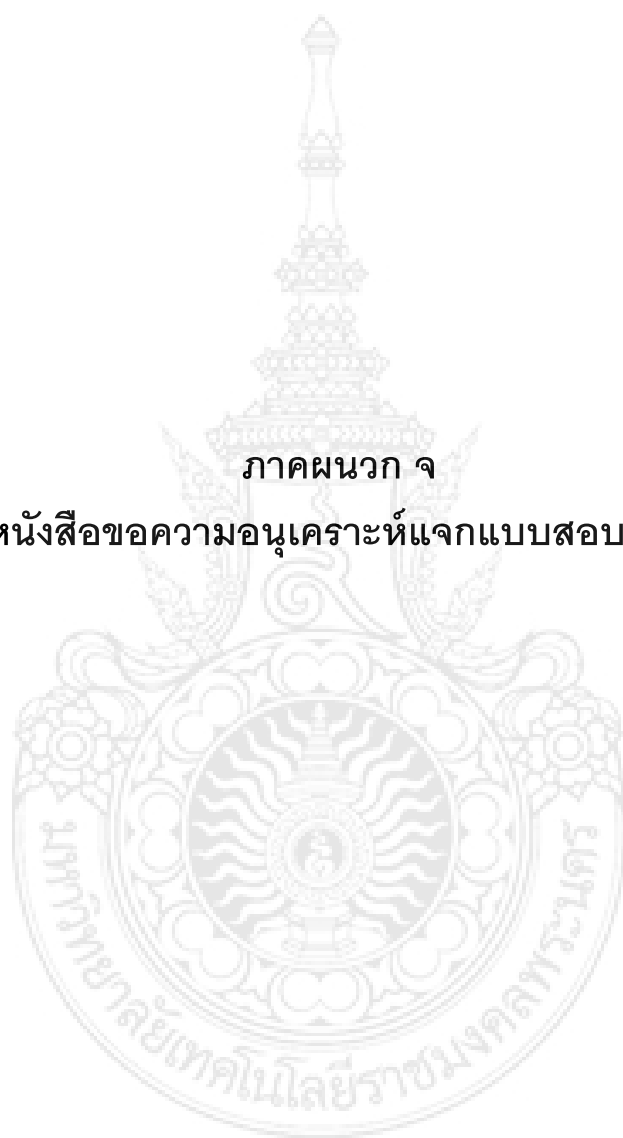 ภาคผนวก จ
หนังสือขอความอนุเคราะห์แจกแบบสอบ
มหาวิทยาลัยเทคโนโลยีราชมงคลพระนคร